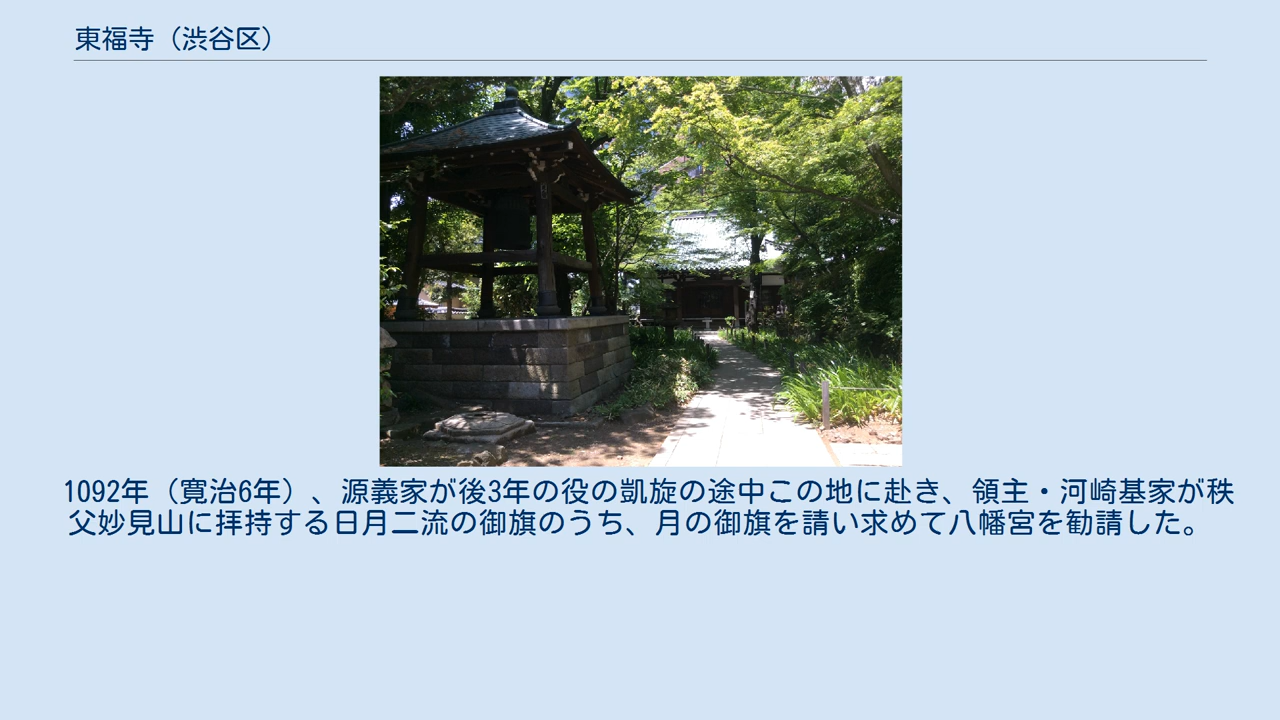 東福寺（渋谷区）
1092年（寛治6年）、源義家が後3年の役の凱旋の途中この地に赴き、領主・河崎基家が秩
父妙見山に拝持する日月二流の御旗のうち、月の御旗を請い求めて八幡宮を勧請した。